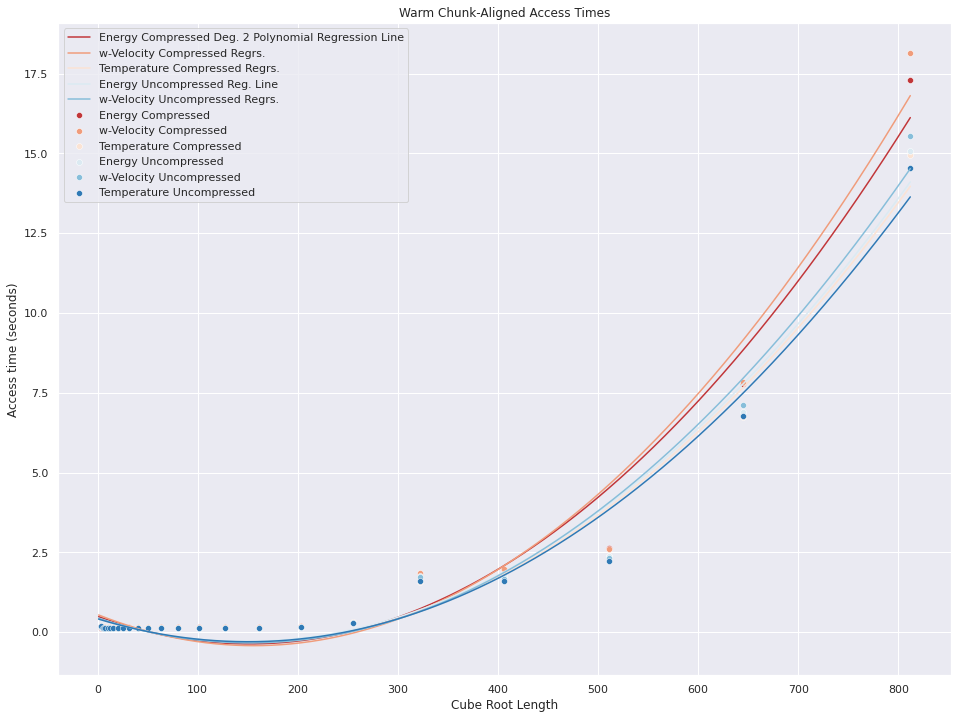 Warm Chunk-Aligned Access Times
Energy Compressed Deg. 2 Polynomial Regression Line
w-Velocity Compressed Regrs.
Temperature Compressed Regrs.
Energy Uncompressed Reg. Line
w-Velocity Uncompressed Regrs.
Energy Compressed
w-Velocity Compressed
Temperature Compressed
Energy Uncompressed
w-Velocity Uncompressed
Temperature Uncompressed
17.5
15.0
12.5
10.0
7.5
5.0
2.5
0.0
Access time (seconds)
0 100 200 300 400 500 600 700 800
Cube Root Length